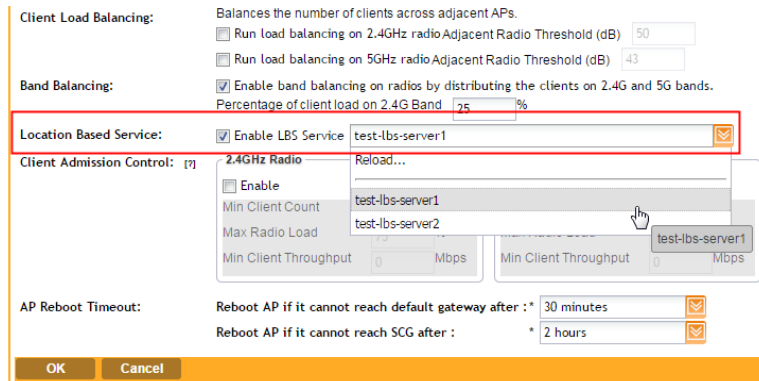 Client Load Balancing:
Balances the number of clients across adjacent APs.
Run load balancing on 2.4GHz radio Adjacent Radio Threshold (dB) 50
Run load balancing on 5GHz radio Adjacent Radio Threshold (dB) 43
Band Balancing:
Enable band balancing on radios by distributing the clients on 2.4G and 5G bands.
Percentage of client load on 2.4G Band 25 %
Location Based Service:
Enable LBS Service test-lbs-server1
Client Admission Control: [?]
2.4GHz Radio
Reload...
Enable
test-lbs-server1
Min Client Count
test-lbs-server2
Max Radio Load
test-lbs-server1
Min Client Throughput 0 Mbps
Min Client Throughput 0 Mbps
AP Reboot Timeout:
Reboot AP if it cannot reach default gateway after :* 30 minutes
Reboot AP if it cannot reach SCG after : * 2 hours
OK
Cancel